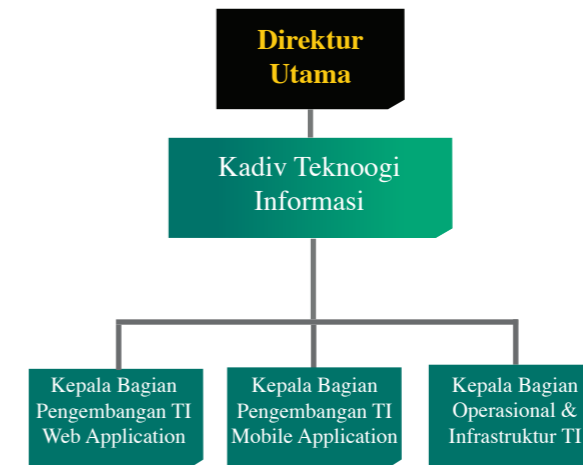 Direktur
Utama
Kadiv Teknoogi
Informasi
Kepala Bagian
Pengembangan TI
Web Application
Kepala Bagian
Pengembangan TI
Mobile Application
Kepala Bagian
Operasional &
Infrastruktur TI